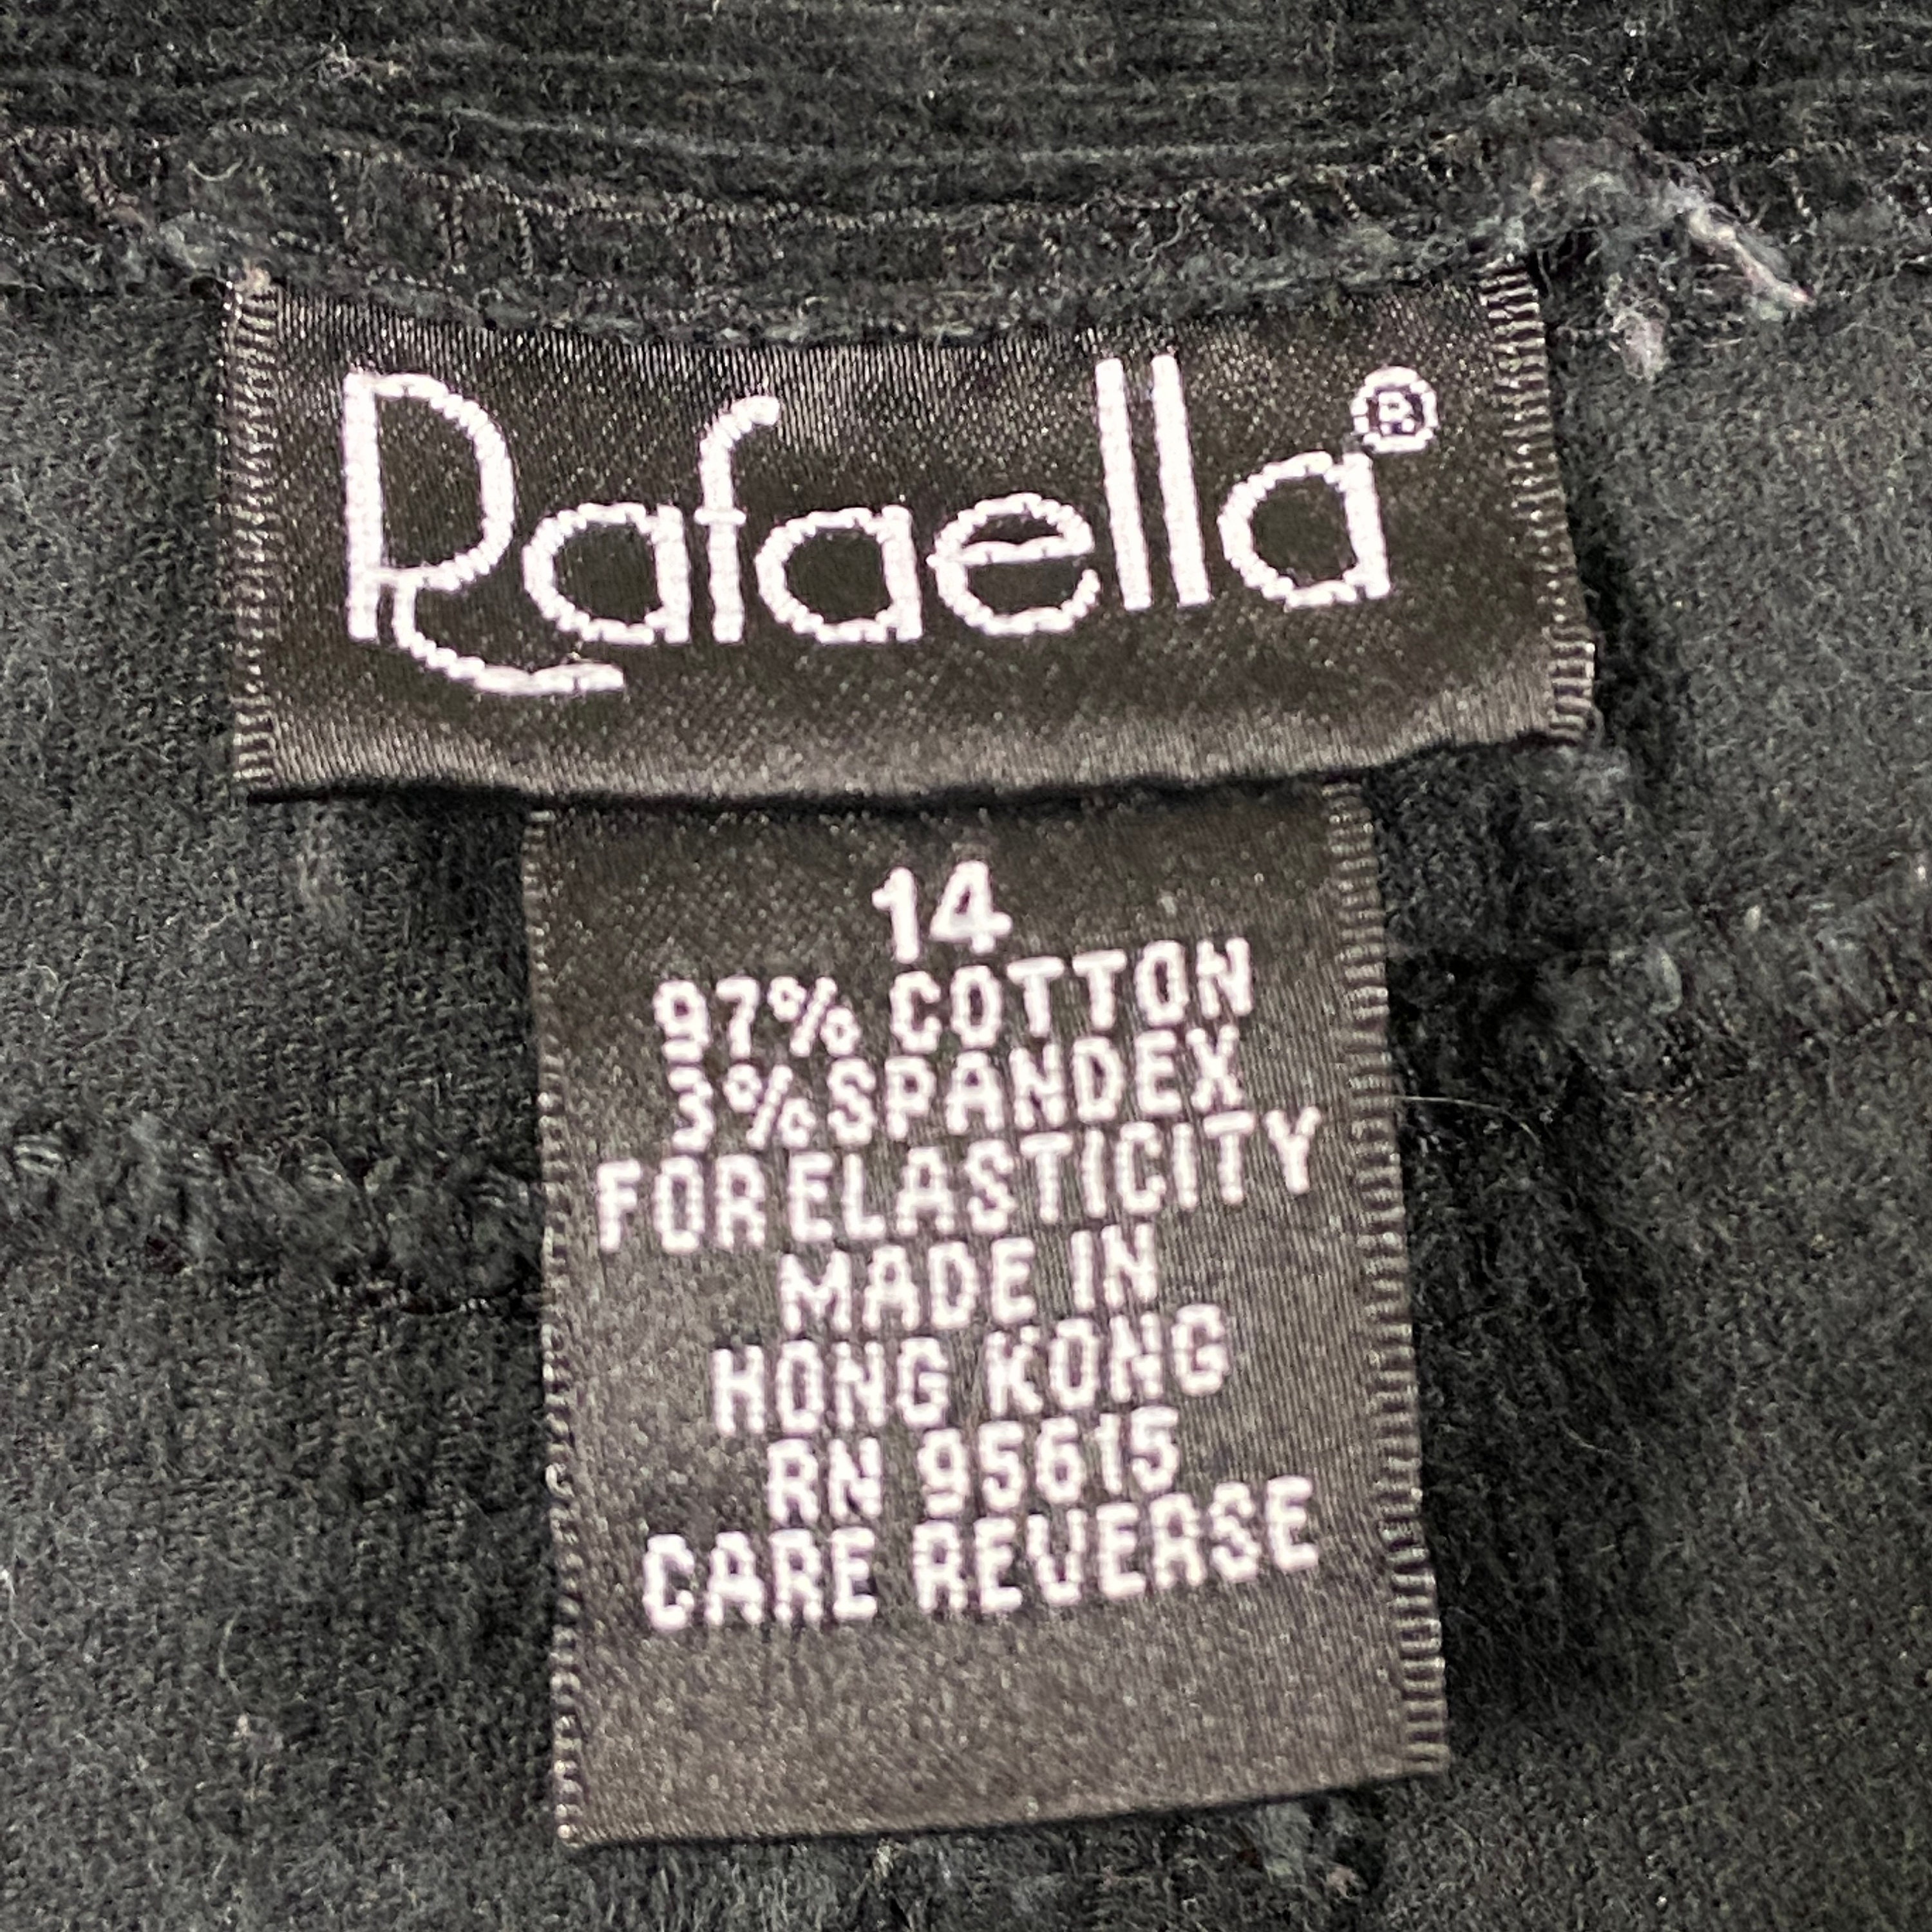 Rafaella®
14
97% COTTON
3% SPANDEX
FOR ELASTICITY
MADE IN
HONG KONG
RN 95615
CARE REVERSE